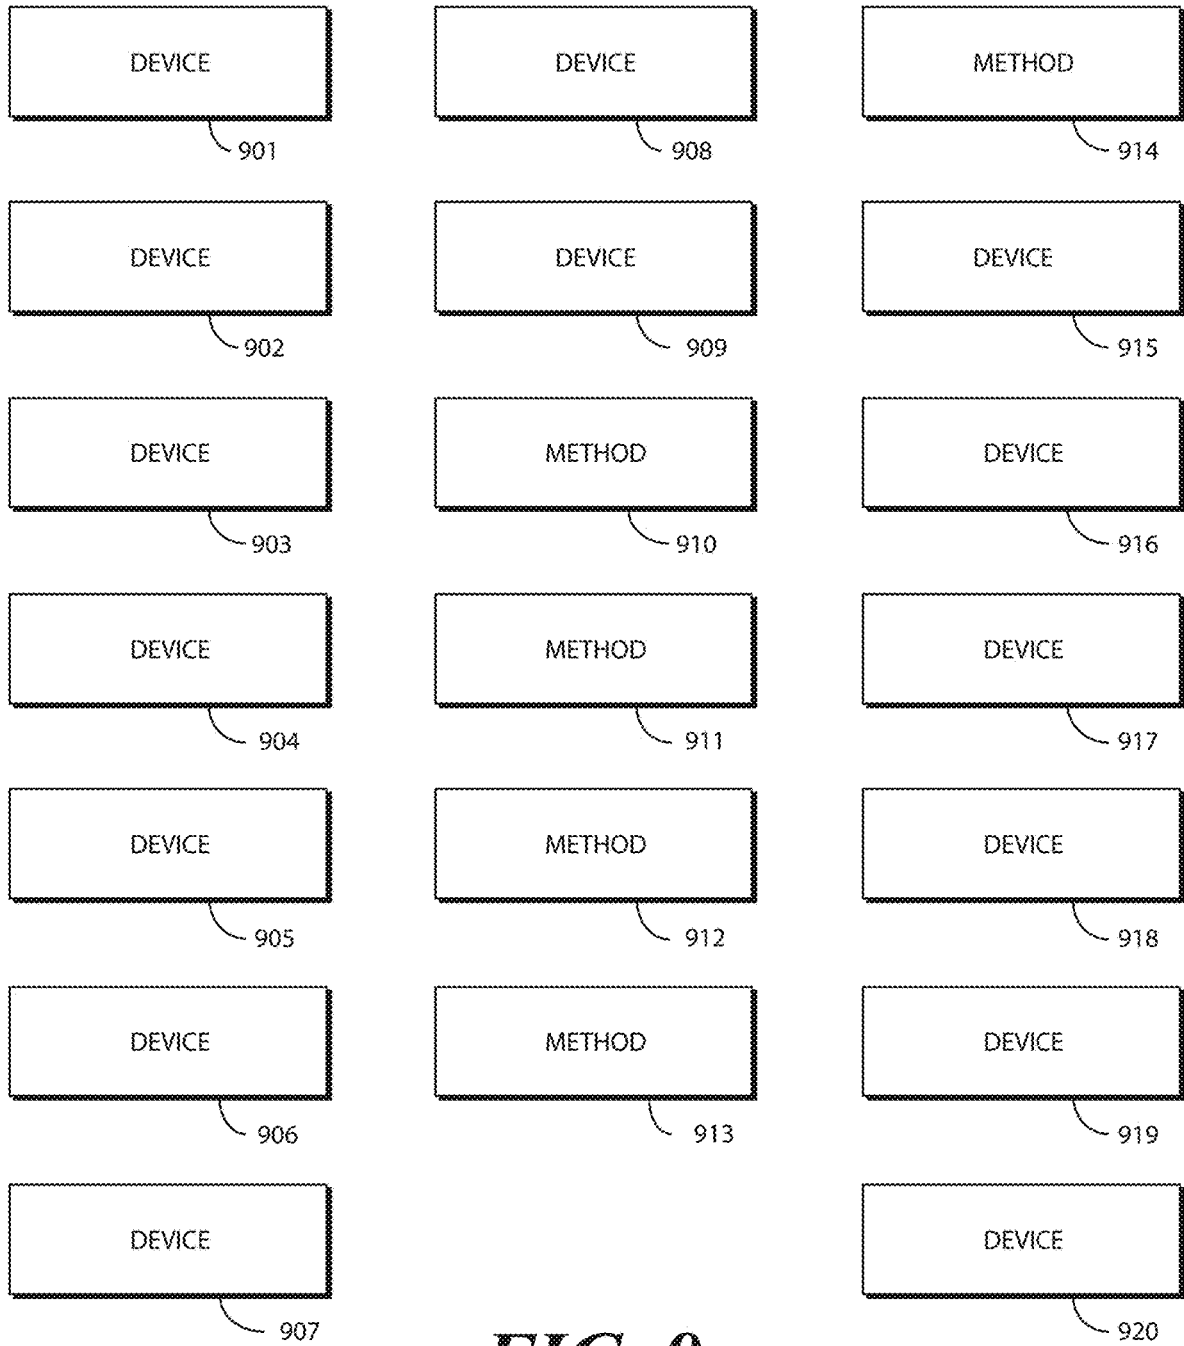 DEVICE DEVICE METHOD
901 908 914
DEVICE DEVICE DEVICE
902 909 915
DEVICE METHOD DEVICE
903 910 916
DEVICE METHOD DEVICE
904 911 917
DEVICE METHOD DEVICE
905 912 918
DEVICE METHOD DEVICE
906 913 919
DEVICE DEVICE
907 920